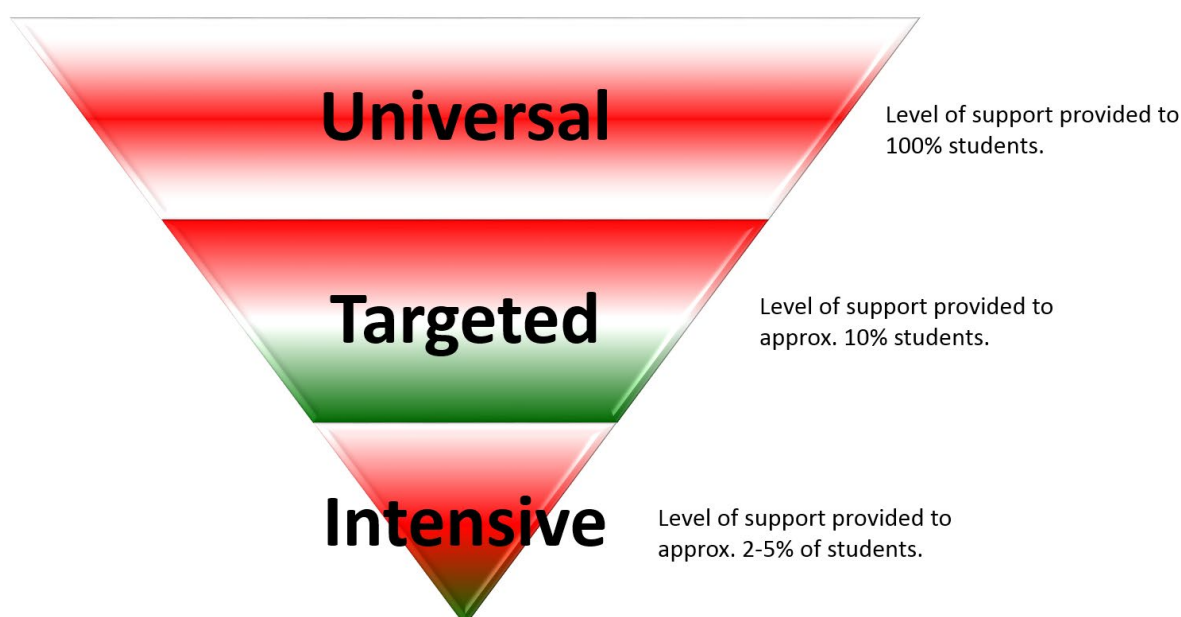 Universal
Level of support provided to
100% students.
Targeted
Level of support provided to
approx. 10% students.
Intensive
Level of support provided to
approx. 2-5% of students.